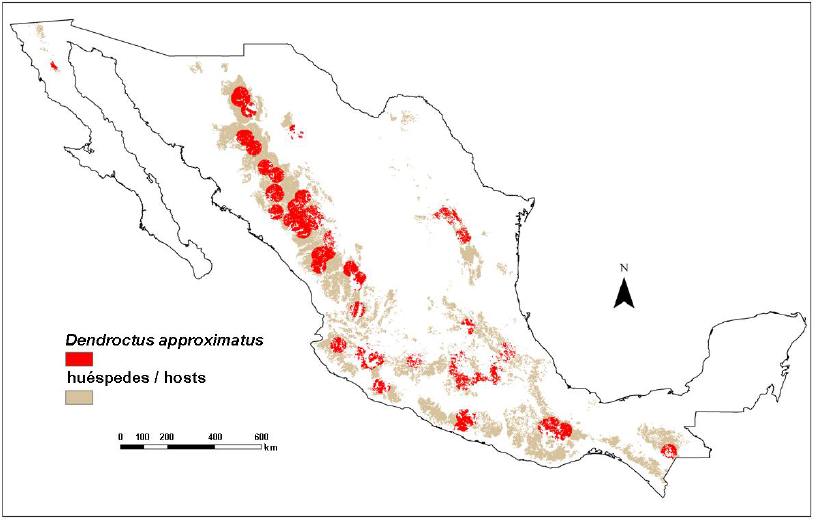 N
Dendroctus approximatus
huéspedes / hosts
0 100 200 400 600
km